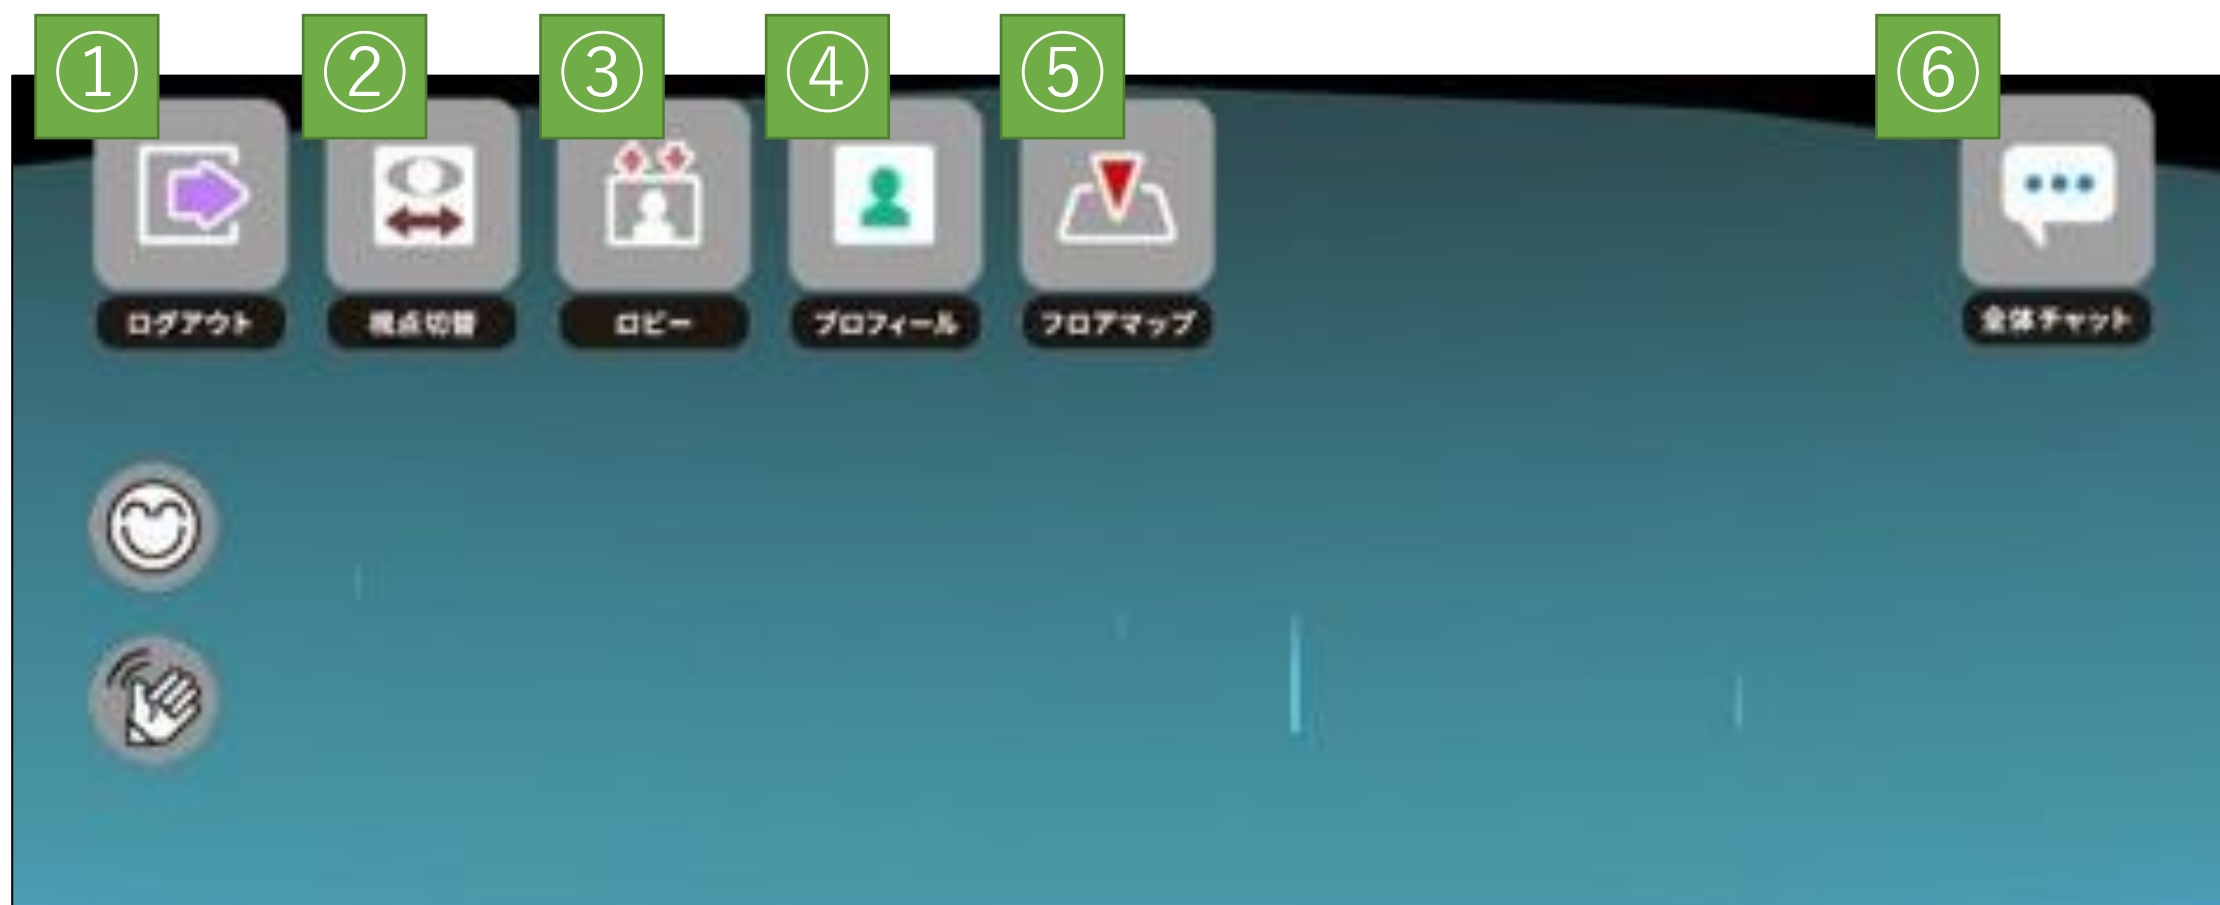 ① ② ③ ④ ⑤ ⑥
ログアウト 視点切替 ロビー プロフィール フロアマップ 全体チャット